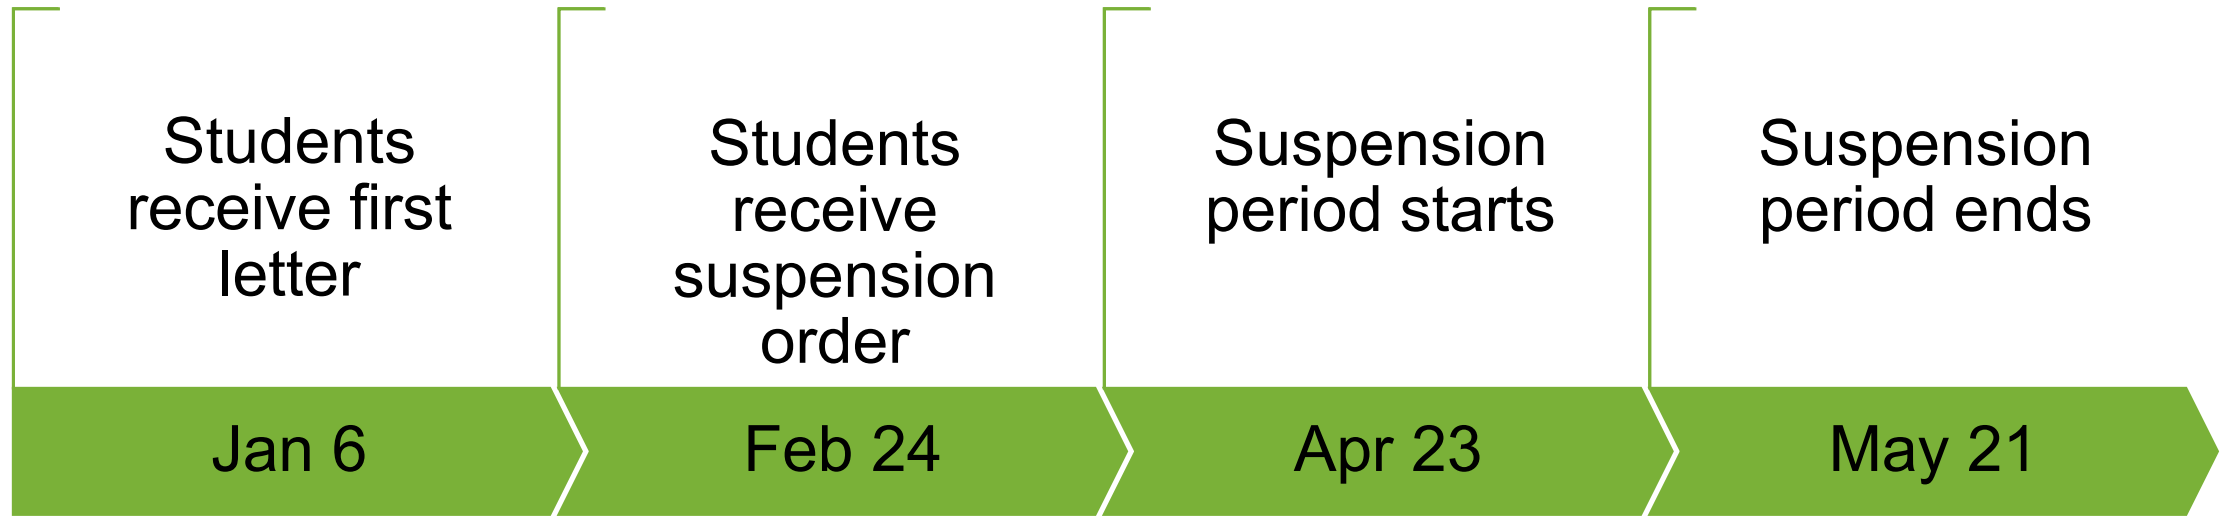 Students
receive first
letter
Jan 6
Students
receive
suspension
order
Feb 24
Suspension
period starts
Apr 23
Suspension
period ends
May 21